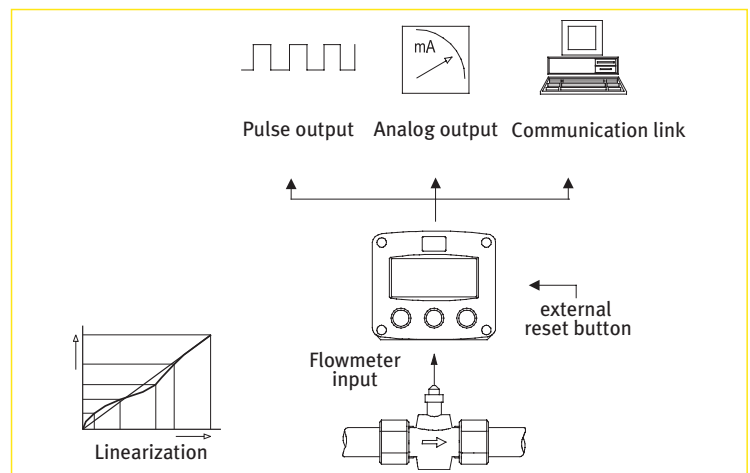 mA
Pulse output
Analog output
Communication link
external
reset button
Flowmeter
input
Linearization